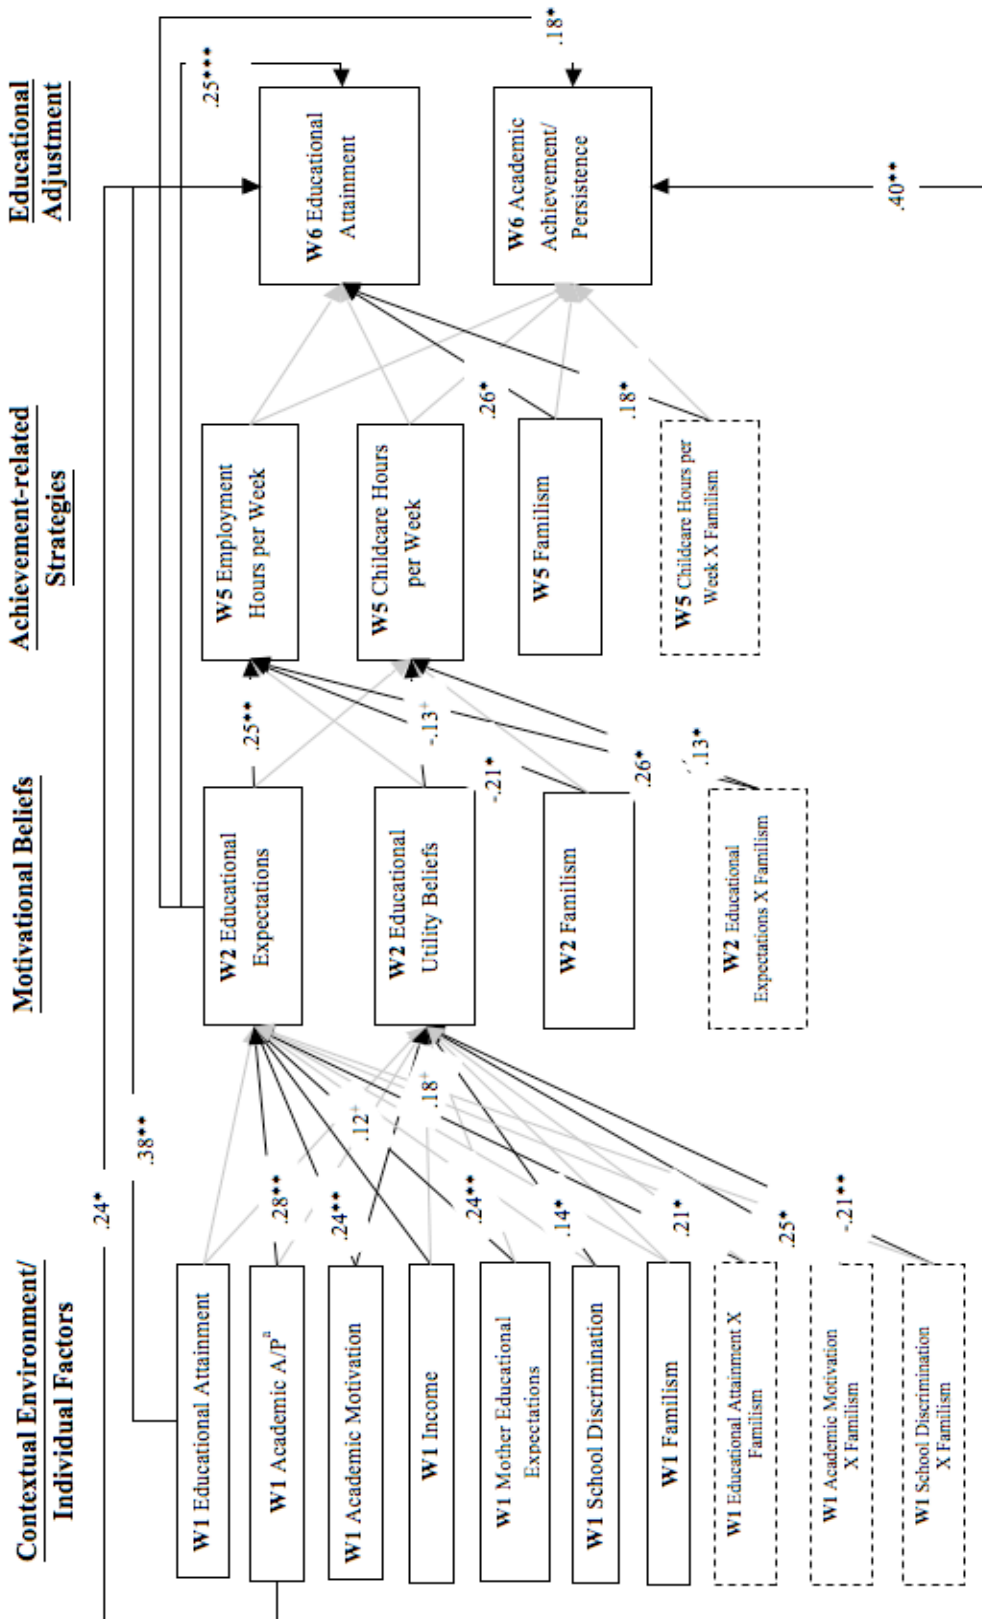 Contextual Environment/
Individual Factors
Motivational Beliefs
Achievement-related
Strategies
Educational
Adjustment
W1 Educational Attainment
W1 Academic A/Pª
W1 Academic Motivation
W1 Income
W1 Mother Educational
Expectations
W1 School Discrimination
W1 Familism
W1 Educational Attainment X
Familism
W1 Academic Motivation
X Familism
W1 School Discrimination
X Familism
.24*
.38**
.28**
.24**
.12⁺
.18⁺
.24**
.14*
.21*
.25*
-.21**
W2 Educational
Expectations
W2 Educational
Utility Beliefs
W2 Familism
W2 Educational
Expectations X Familism
.25**
-.13⁺
-.21*
.26*
.13*
W5 Employment
Hours per Week
W5 Childcare Hours
per Week
W5 Familism
W5 Childcare Hours per
Week X Familism
.26*
.18*
.25***
.18*
W6 Educational
Attainment
W6 Academic
Achievement/
Persistence
.40**